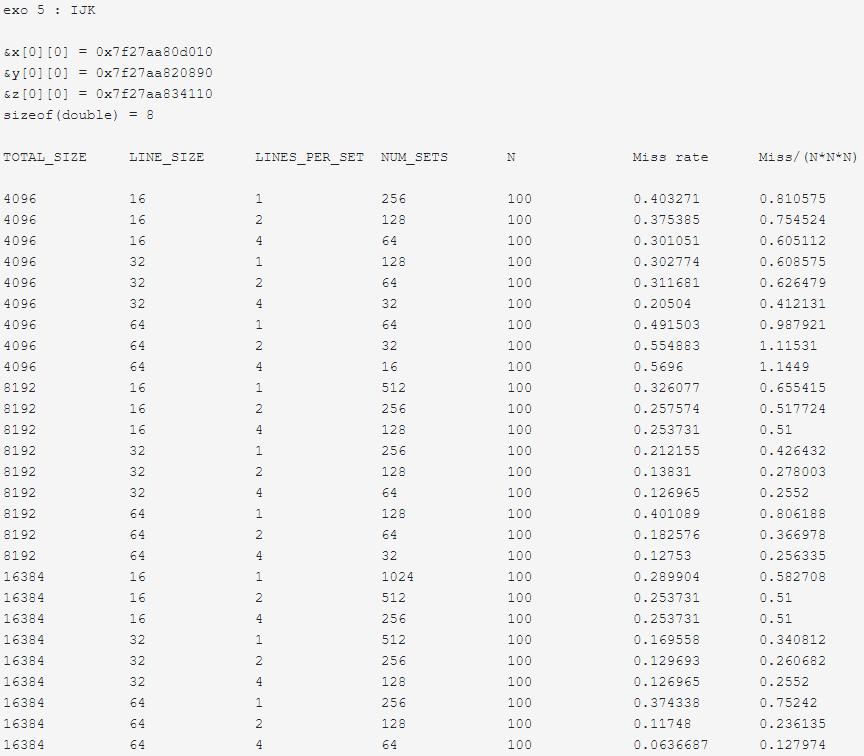 exo 5 : IJK
&x[0][0] = 0x7f27aa80d010
&y[0][0] = 0x7f27aa820890
&z[0][0] = 0x7f27aa834110
sizeof(double) = 8
TOTAL_SIZE LINE_SIZE LINES_PER_SET NUM_SETS N Miss rate Miss/(N*N*N)
4096 16 1 256 100 0.403271 0.810575
4096 16 2 128 100 0.375385 0.754524
4096 16 4 64 100 0.301051 0.605112
4096 32 1 128 100 0.302774 0.608575
4096 32 2 64 100 0.311681 0.626479
4096 32 4 32 100 0.20504 0.412131
4096 64 1 64 100 0.491503 0.987921
4096 64 2 32 100 0.554883 1.11531
4096 64 4 16 100 0.5696 1.1449
8192 16 1 512 100 0.326077 0.655415
8192 16 2 256 100 0.257574 0.517724
8192 16 4 128 100 0.253731 0.51
8192 32 1 256 100 0.212155 0.426432
8192 32 2 128 100 0.13831 0.278003
8192 32 4 64 100 0.126965 0.2552
8192 64 1 128 100 0.401089 0.806188
8192 64 2 64 100 0.182576 0.366978
8192 64 4 32 100 0.12753 0.256335
16384 16 1 1024 100 0.289904 0.582708
16384 16 2 512 100 0.253731 0.51
16384 16 4 256 100 0.253731 0.51
16384 32 1 512 100 0.169558 0.340812
16384 32 2 256 100 0.129693 0.260682
16384 32 4 128 100 0.126965 0.2552
16384 64 1 256 100 0.374338 0.75242
16384 64 2 128 100 0.11748 0.236135
16384 64 4 64 100 0.0636687 0.127974